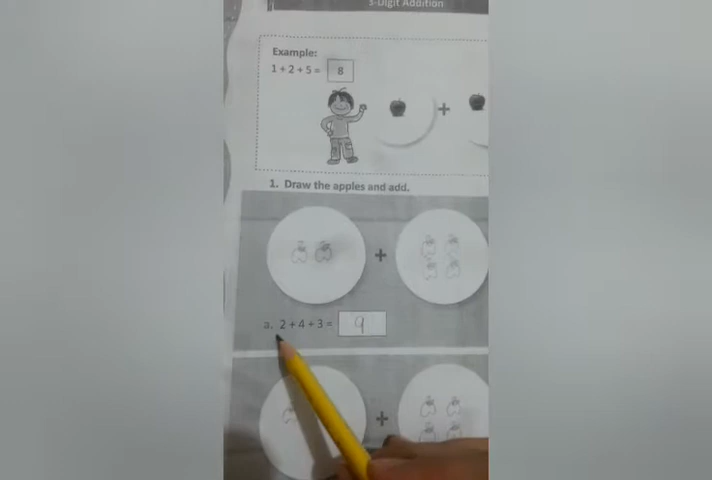 3-Digit Addition
Example:
1 + 2 + 5 = 8
+
1. Draw the apples and add.
+
a. 2 + 4 + 3 = 9
+